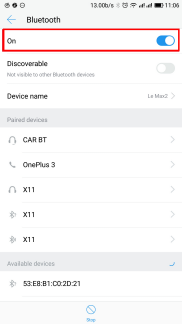 13.00b/s 11:06
Bluetooth
On
Discoverable
Not visible to other Bluetooth devices
Device name
Le Max2
Paired devices
CAR BT
OnePlus 3
X11
X11
X11
Available devices
53:E8:B1:C0:2D:21
Stop